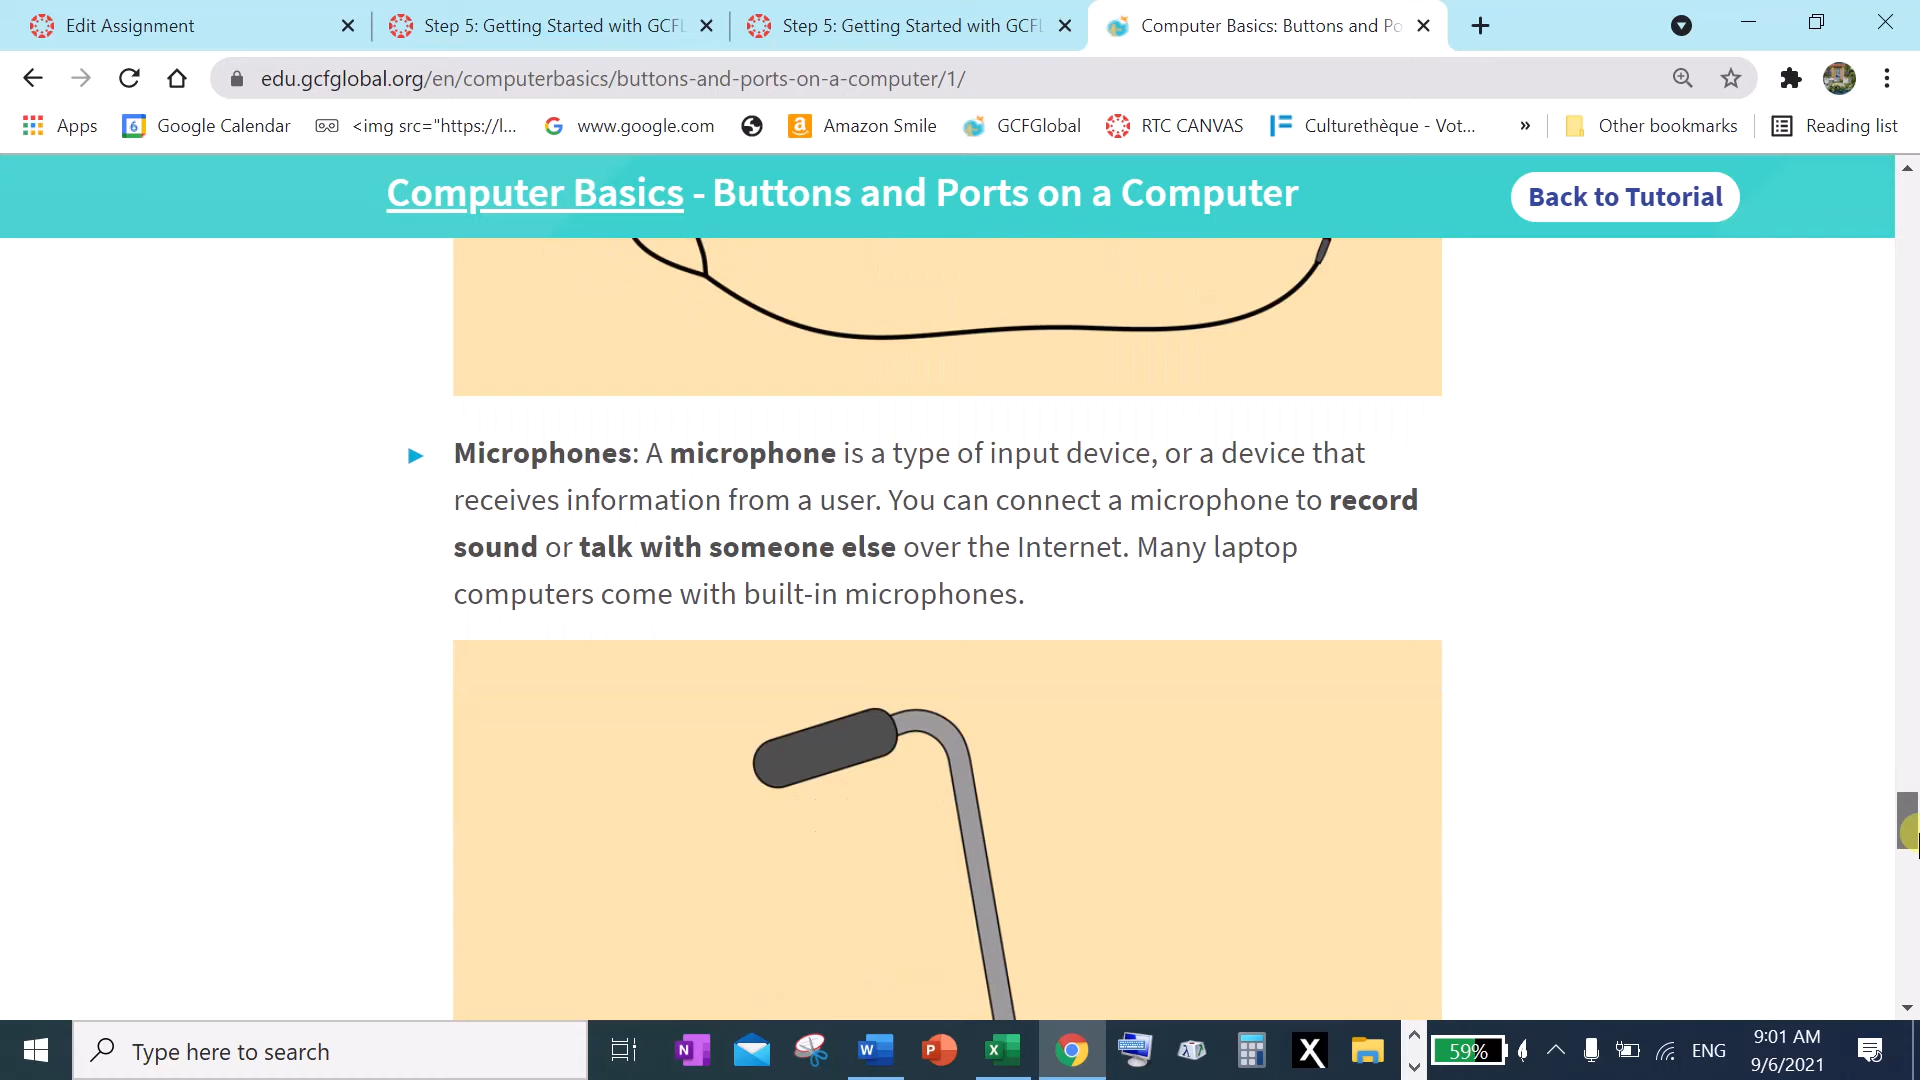 Edit Assignment
Step 5: Getting Started with GCFL
Step 5: Getting Started with GCFL
Computer Basics: Buttons and Po
edu.gcfglobal.org/en/computerbasics/buttons-and-ports-on-a-computer/1/
Apps
6
Google Calendar
<img src="https://l...
G
www.google.com
a
Amazon Smile
GCFGlobal
RTC CANVAS
Culturethèque - Vot...
»
Other bookmarks
Reading list
Computer Basics - Buttons and Ports on a Computer
Back to Tutorial
Microphones: A microphone is a type of input device, or a device that
receives information from a user. You can connect a microphone to record
sound or talk with someone else over the Internet. Many laptop
computers come with built-in microphones.
Type here to search
N
W
P
X
X
59%
ENG
9:01 AM
9/6/2021